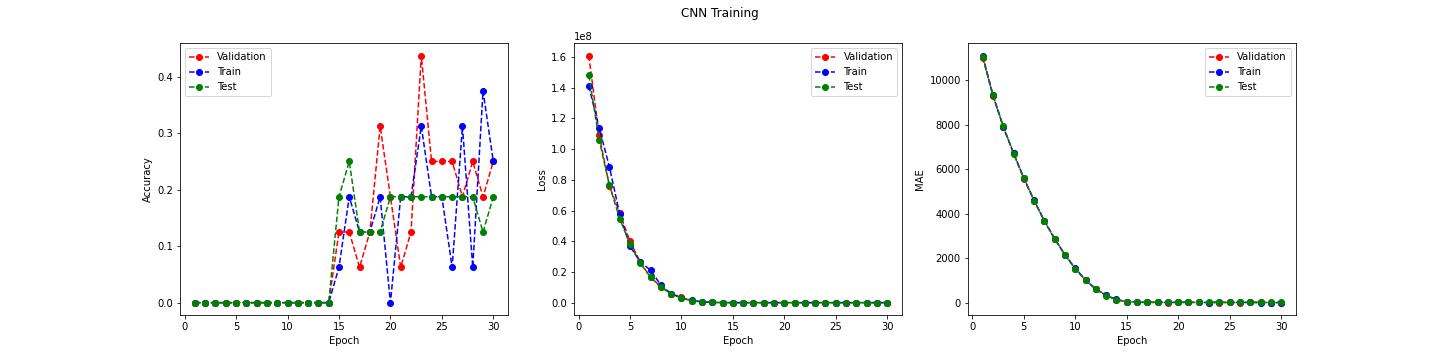 CNN Training
Validation
Train
Test
0.4
0.3
0.2
0.1
0.0
Accuracy
0
5
10
15
20
25
30
Epoch
1e8
Validation
Train
Test
1.6
1.4
1.2
1.0
0.8
0.6
0.4
0.2
0.0
Loss
0
5
10
15
20
25
30
Epoch
Validation
Train
Test
10000
8000
6000
4000
2000
0
MAE
0
5
10
15
20
25
30
Epoch